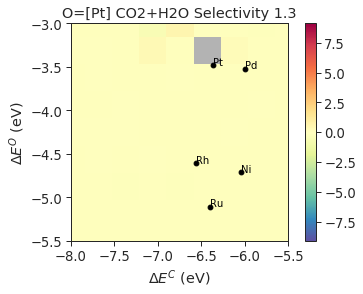 O=[Pt] CO2+H2O Selectivity 1.3
−3.0
−3.5
−4.0
−4.5
−5.0
−5.5
ΔE^O (eV)
Pt
Pd
Rh
Ni
Ru
−8.0 −7.5 −7.0 −6.5 −6.0 −5.5
ΔE^C (eV)
7.5
5.0
2.5
0.0
−2.5
−5.0
−7.5